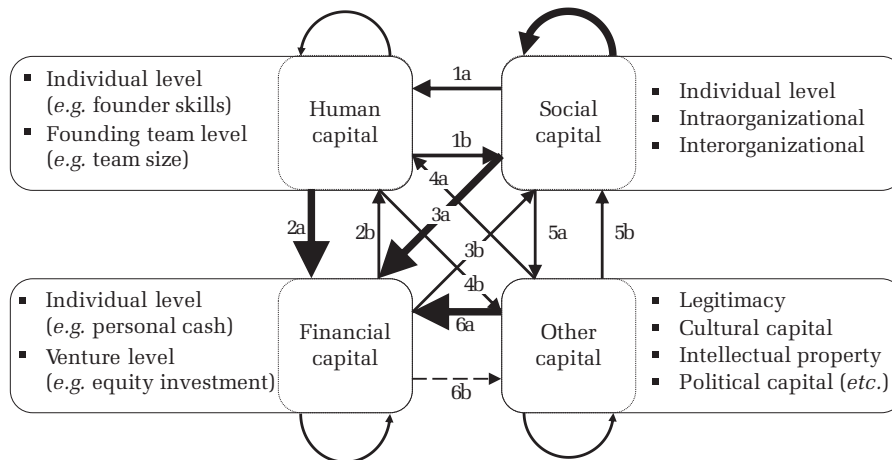 ▪ Individual level
(e.g. founder skills)
▪ Founding team level
(e.g. team size)
Human
capital
1a
1b
Social
capital
▪ Individual level
▪ Intraorganizational
▪ Interorganizational
4a
2a
2b
3a
3b
5a
5b
4b
▪ Individual level
(e.g. personal cash)
▪ Venture level
(e.g. equity investment)
Financial
capital
6a
6b
Other
capital
▪ Legitimacy
▪ Cultural capital
▪ Intellectual property
▪ Political capital (etc.)